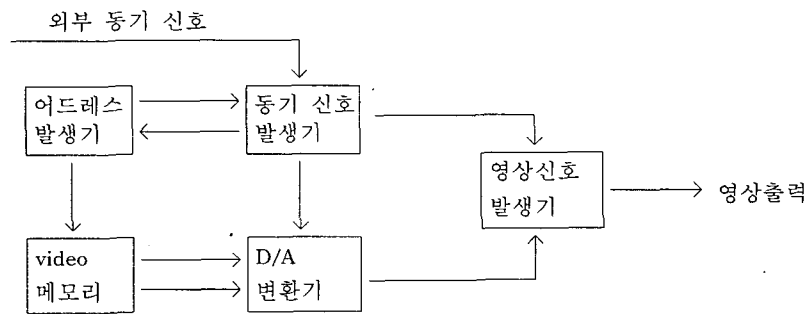 외부 동기 신호
어드레스
발생기
동기 신호
발생기
영상신호
발생기
영상출력
video
메모리
D/A
변환기